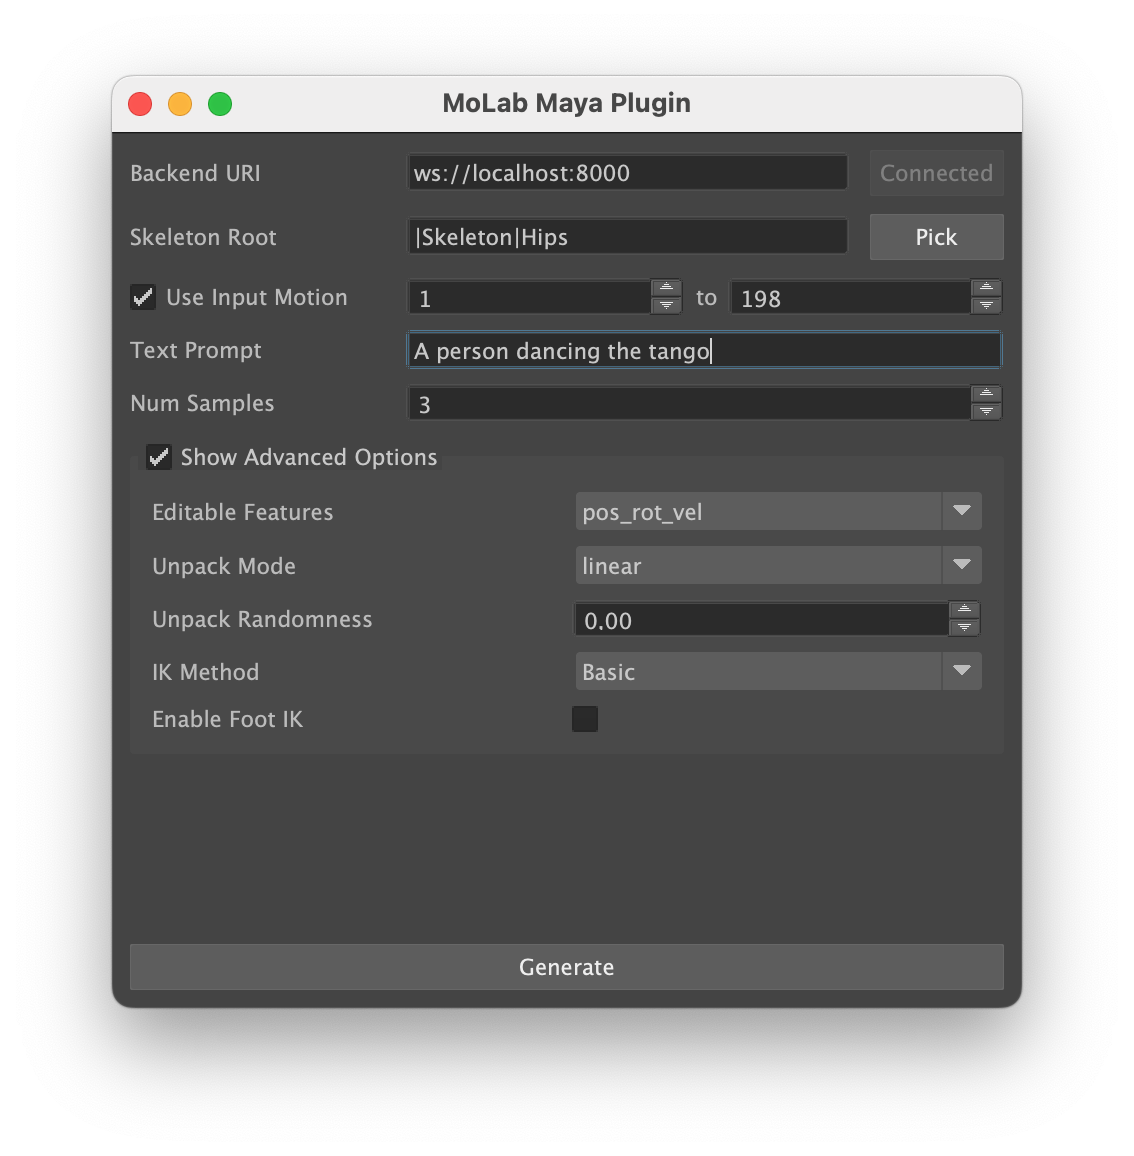 MoLab Maya Plugin
Backend URI ws://localhost:8000 Connected
Skeleton Root |Skeleton|Hips Pick
Use Input Motion 1 to 198
Text Prompt A person dancing the tango
Num Samples 3
Show Advanced Options
Editable Features pos_rot_vel
Unpack Mode linear
Unpack Randomness 0.00
IK Method Basic
Enable Foot IK
Generate